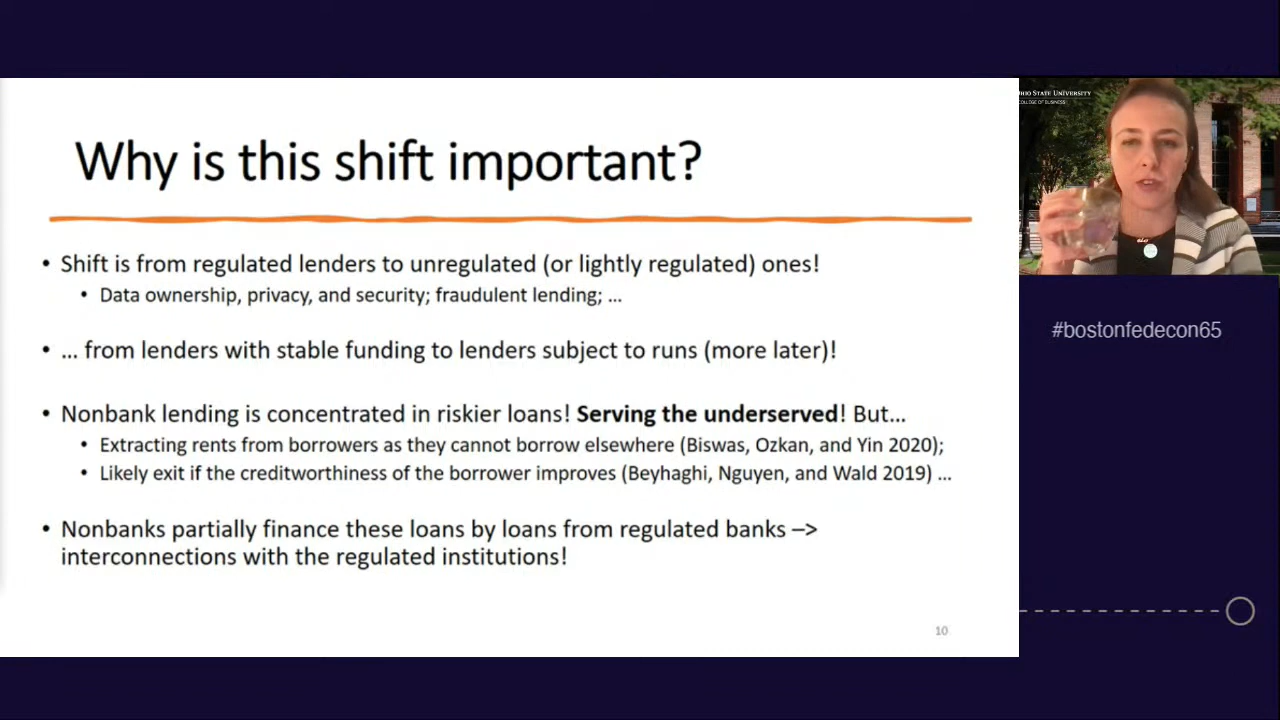 Why is this shift important?
• Shift is from regulated lenders to unregulated (or lightly regulated) ones!
• Data ownership, privacy, and security; fraudulent lending; ...
• ... from lenders with stable funding to lenders subject to runs (more later)!
• Nonbank lending is concentrated in riskier loans! Serving the underserved! But...
• Extracting rents from borrowers as they cannot borrow elsewhere (Biswas, Ozkan, and Yin 2020);
• Likely exit if the creditworthiness of the borrower improves (Beyhaghi, Nguyen, and Wald 2019) ...
• Nonbanks partially finance these loans by loans from regulated banks –>
interconnections with the regulated institutions!
10
STATE UNIVERSITY
COLLEGE OF BUSINESS
#bostonfedecon65